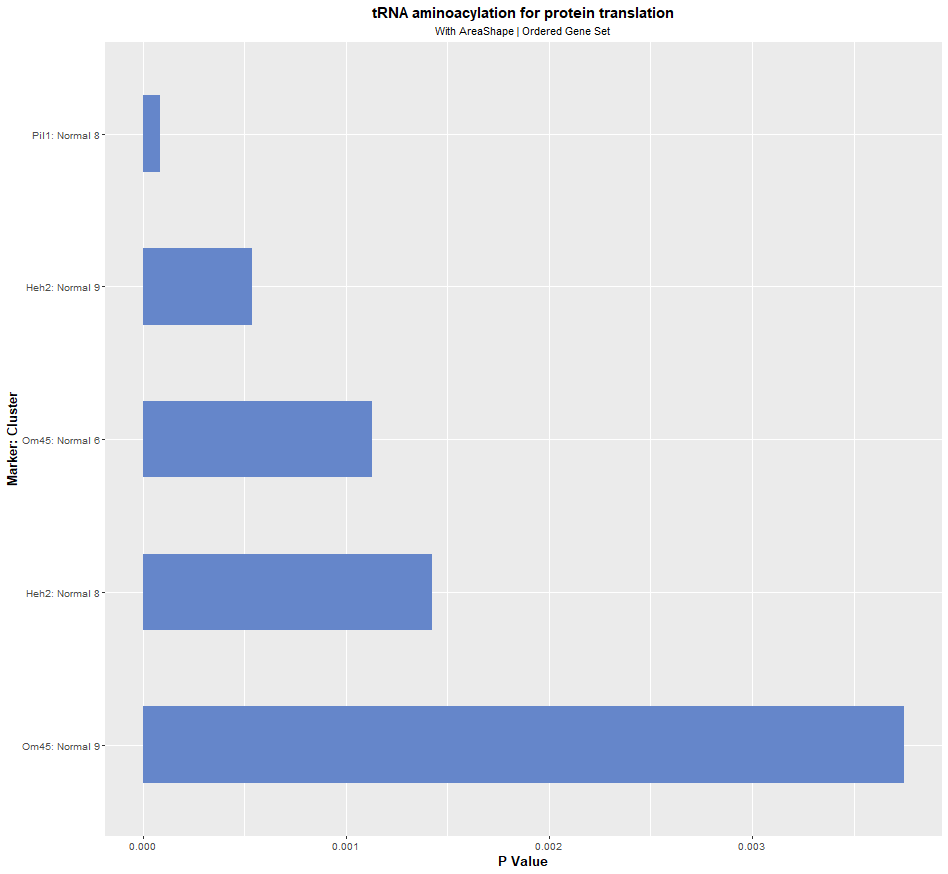 tRNA aminoacylation for protein translation
With AreaShape | Ordered Gene Set
Marker: Cluster
Pil1: Normal 8
Heh2: Normal 9
Om45: Normal 6
Heh2: Normal 8
Om45: Normal 9
0.000 0.001 0.002 0.003
P Value